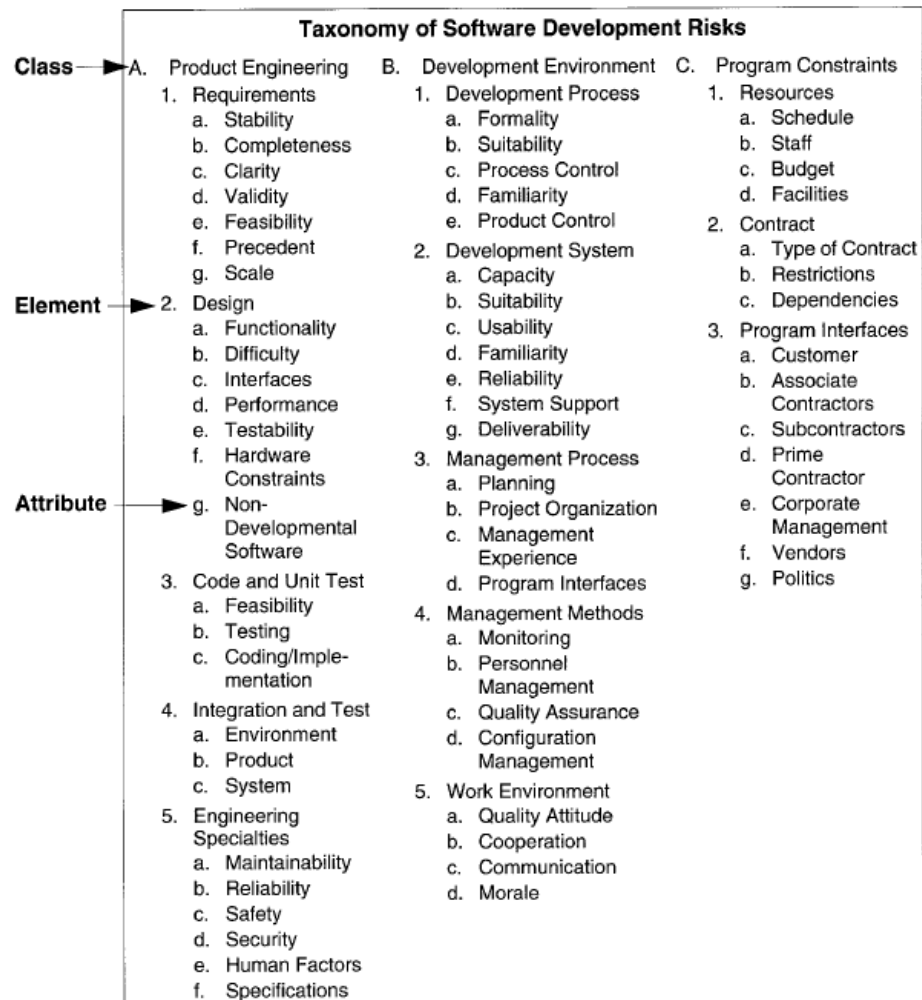 Taxonomy of Software Development Risks
Class
A. Product Engineering
1. Requirements
a. Stability
b. Completeness
c. Clarity
d. Validity
e. Feasibility
f. Precedent
g. Scale
Element
2. Design
a. Functionality
b. Difficulty
c. Interfaces
d. Performance
e. Testability
f. Hardware
Constraints
Attribute
g. Non-
Developmental
Software
3. Code and Unit Test
a. Feasibility
b. Testing
c. Coding/Imple-
mentation
4. Integration and Test
a. Environment
b. Product
c. System
5. Engineering
Specialties
a. Maintainability
b. Reliability
c. Safety
d. Security
e. Human Factors
f. Specifications
B. Development Environment
1. Development Process
a. Formality
b. Suitability
c. Process Control
d. Familiarity
e. Product Control
2. Development System
a. Capacity
b. Suitability
c. Usability
d. Familiarity
e. Reliability
f. System Support
g. Deliverability
3. Management Process
a. Planning
b. Project Organization
c. Management
Experience
d. Program Interfaces
4. Management Methods
a. Monitoring
b. Personnel
Management
c. Quality Assurance
d. Configuration
Management
5. Work Environment
a. Quality Attitude
b. Cooperation
c. Communication
d. Morale
C. Program Constraints
1. Resources
a. Schedule
b. Staff
c. Budget
d. Facilities
2. Contract
a. Type of Contract
b. Restrictions
c. Dependencies
3. Program Interfaces
a. Customer
b. Associate
Contractors
c. Subcontractors
d. Prime
Contractor
e. Corporate
Management
f. Vendors
g. Politics